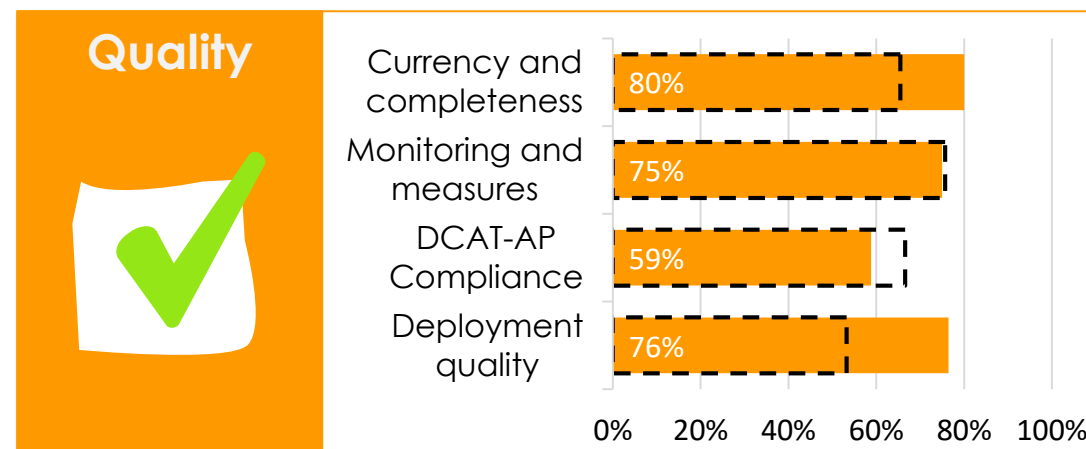 Quality
Currency and
completeness
80%
Monitoring and
measures
75%
DCAT-AP
Compliance
59%
Deployment
quality
76%
0% 20% 40% 60% 80% 100%